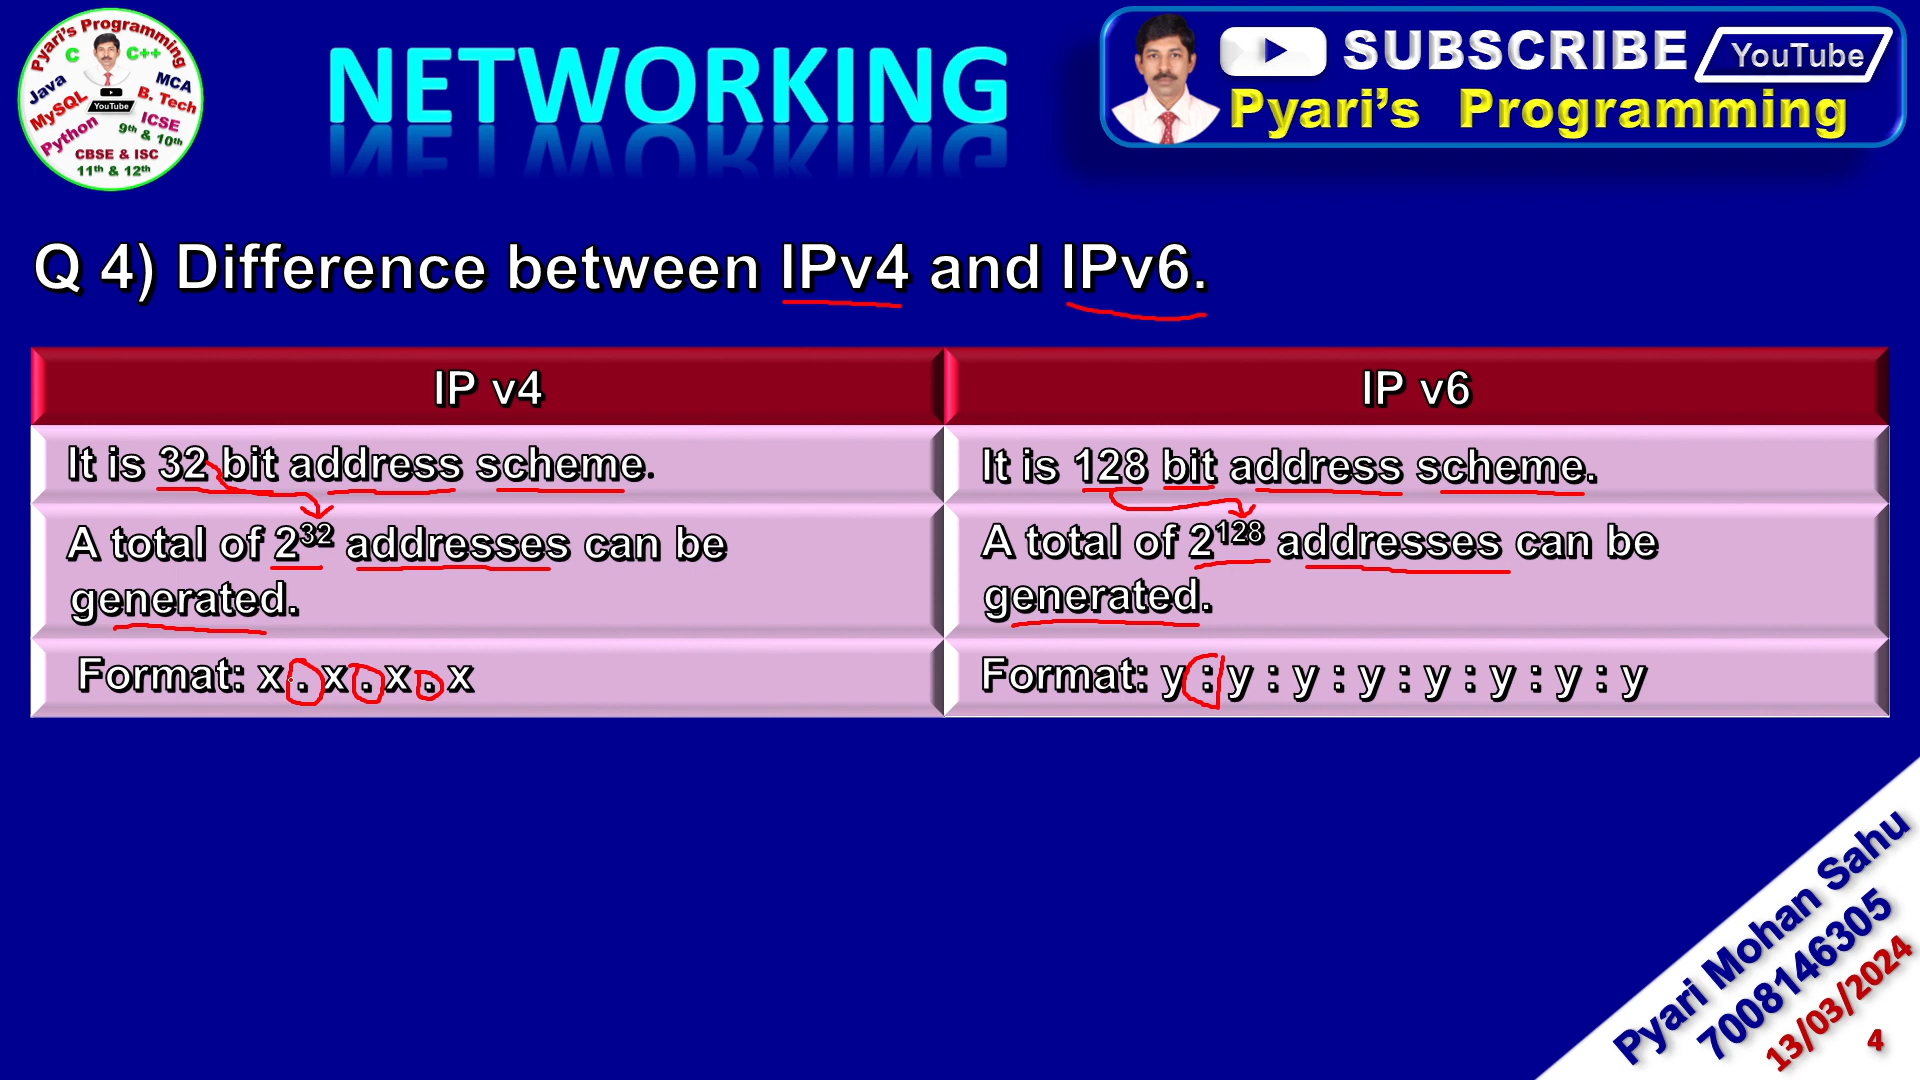 Pyari's Programming
C
C++
Java
MCA
MySQL
YouTube
B. Tech
Python
ICSE
9th & 10th
CBSE & ISC
11th & 12th
NETWORKING
SUBSCRIBE YouTube
Pyari's Programming
Q 4) Difference between IPv4 and IPv6.
IP v4
IP v6
It is 32 bit address scheme.
It is 128 bit address scheme.
A total of 2³² addresses can be
generated.
A total of 2¹²⁸ addresses can be
generated.
Format: x . x . x . x
Format: y : y : y : y : y : y : y : y
Pyari Mohan Sahu
7008146305
13/03/2024
4